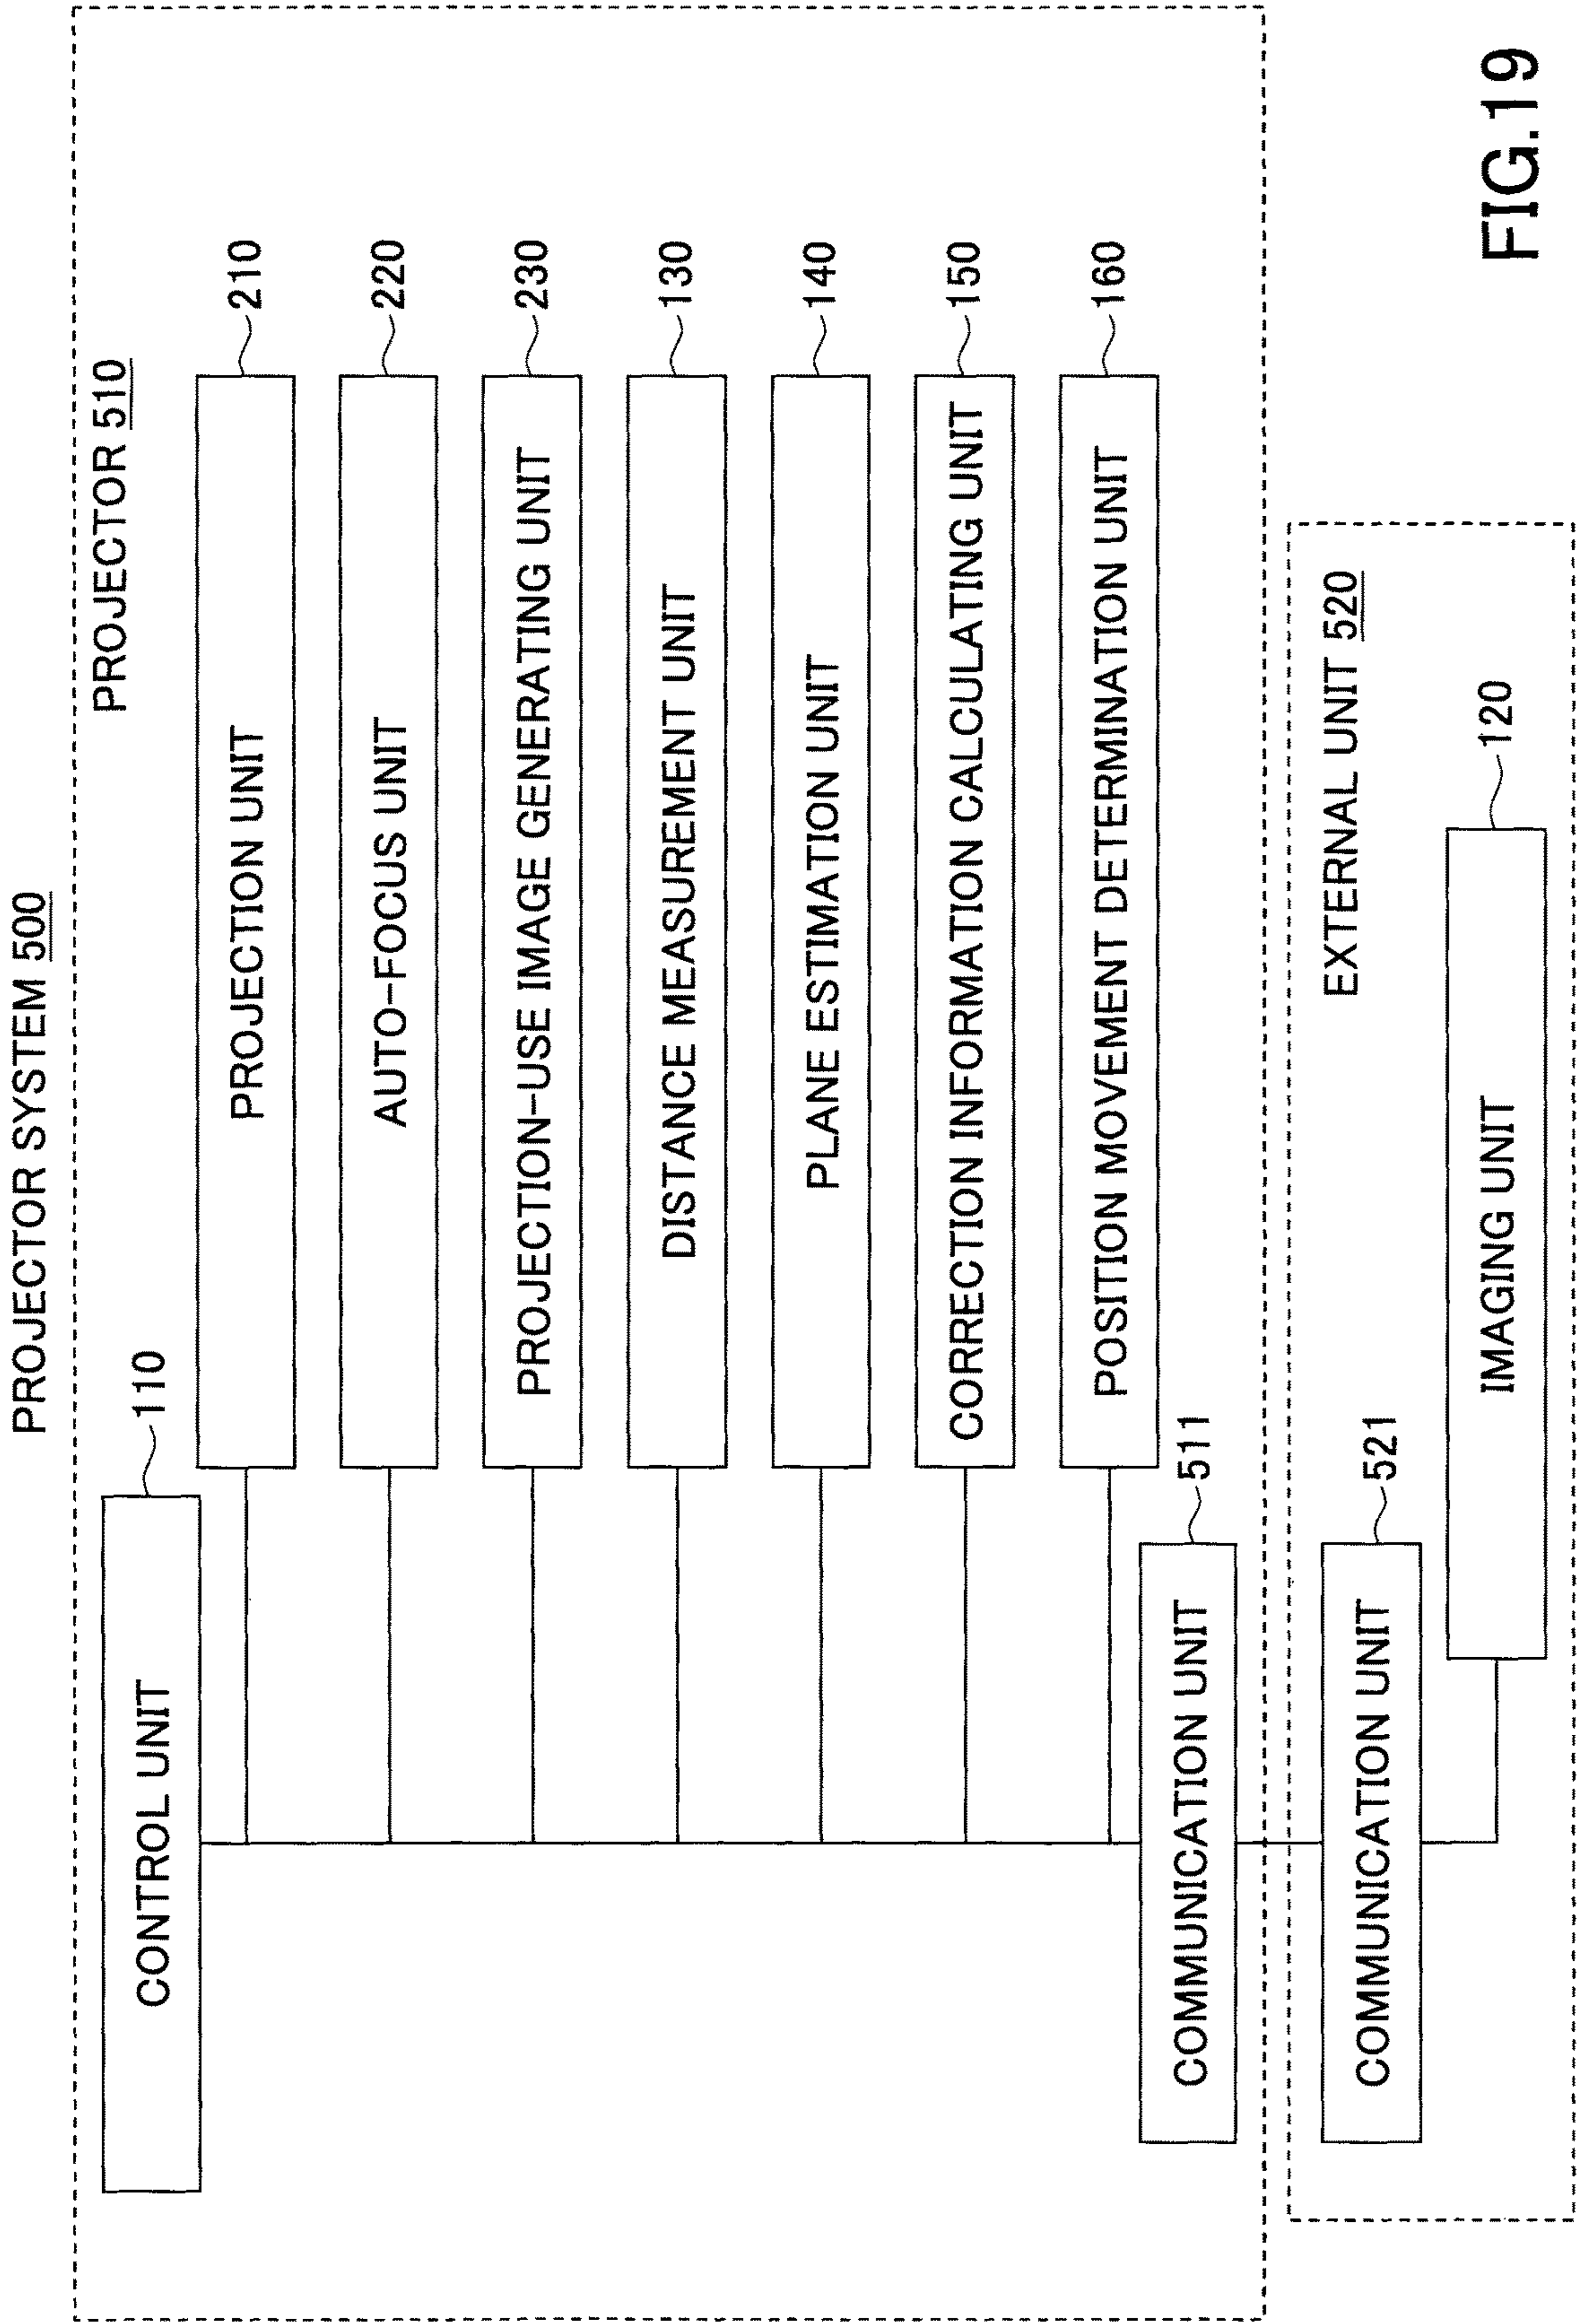 PROJECTOR SYSTEM 500
PROJECTOR 510
110
CONTROL UNIT
210
PROJECTION UNIT
220
AUTO-FOCUS UNIT
230
PROJECTION-USE IMAGE GENERATING UNIT
130
DISTANCE MEASUREMENT UNIT
140
PLANE ESTIMATION UNIT
150
CORRECTION INFORMATION CALCULATING UNIT
160
POSITION MOVEMENT DETERMINATION UNIT
511
COMMUNICATION UNIT
EXTERNAL UNIT 520
521
COMMUNICATION UNIT
120
IMAGING UNIT
FIG.19